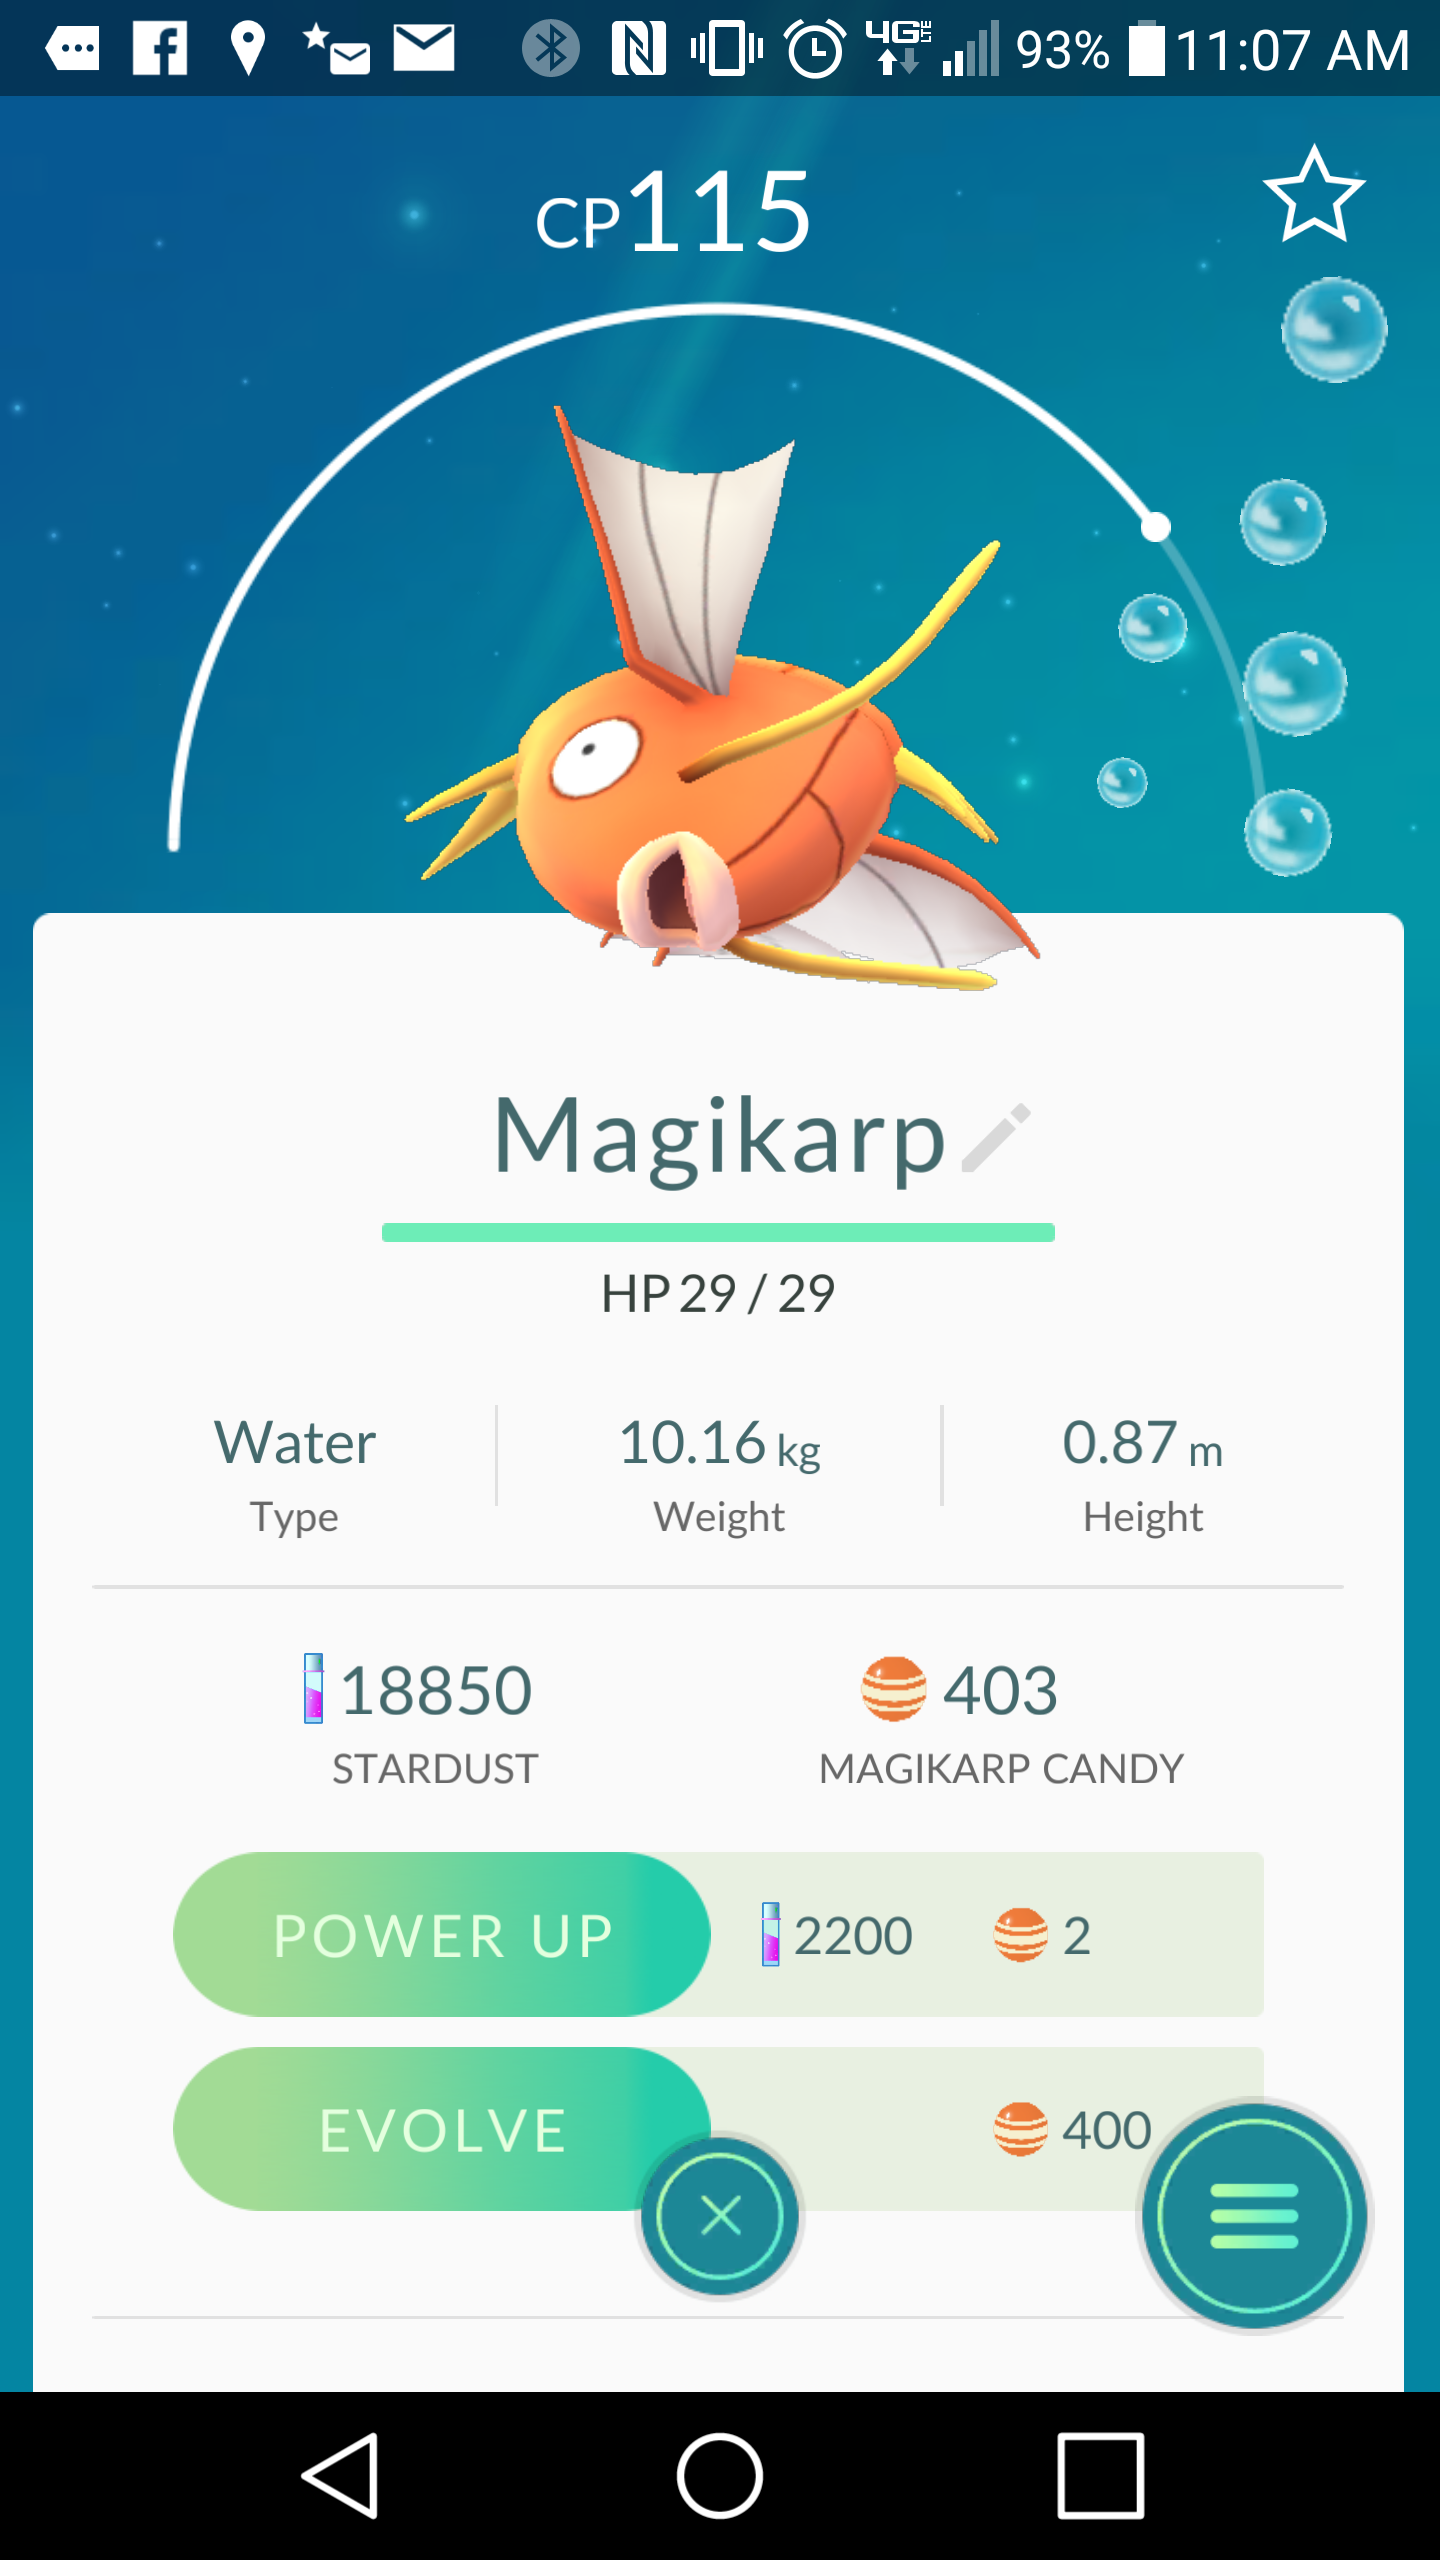 4G LTE 93% 11:07 AM
CP115
Magikarp
HP 29 / 29
Water 10.16 kg 0.87 m
Type Weight Height
18850 403
STARDUST MAGIKARP CANDY
POWER UP 2200 2
EVOLVE 400